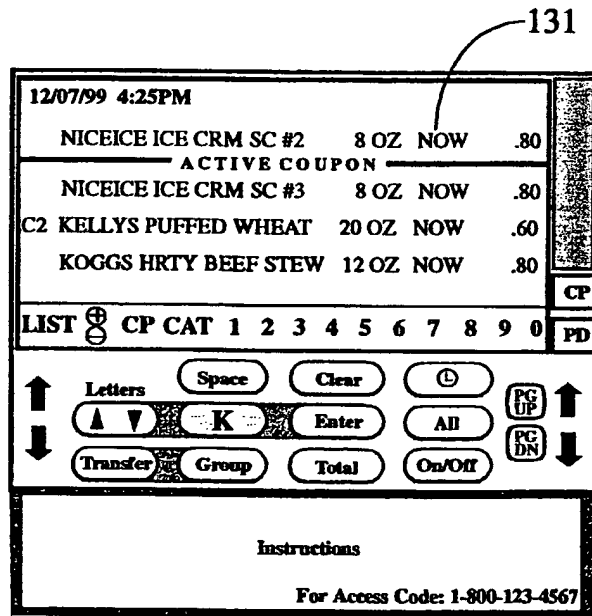 131
12/07/99 4:25PM
NICEICE ICE CRM SC #2 8 OZ NOW .80
ACTIVE COUPON
NICEICE ICE CRM SC #3 8 OZ NOW .80
C2 KELLYS PUFFED WHEAT 20 OZ NOW .60
KOGGS HRTY BEEF STEW 12 OZ NOW .80
CP
LIST CP CAT 1 2 3 4 5 6 7 8 9 0 PD
Letters Space Clear
K Enter All PG UP
Transfer Group Total On/Off PG DN
Instructions
For Access Code: 1-800-123-4567